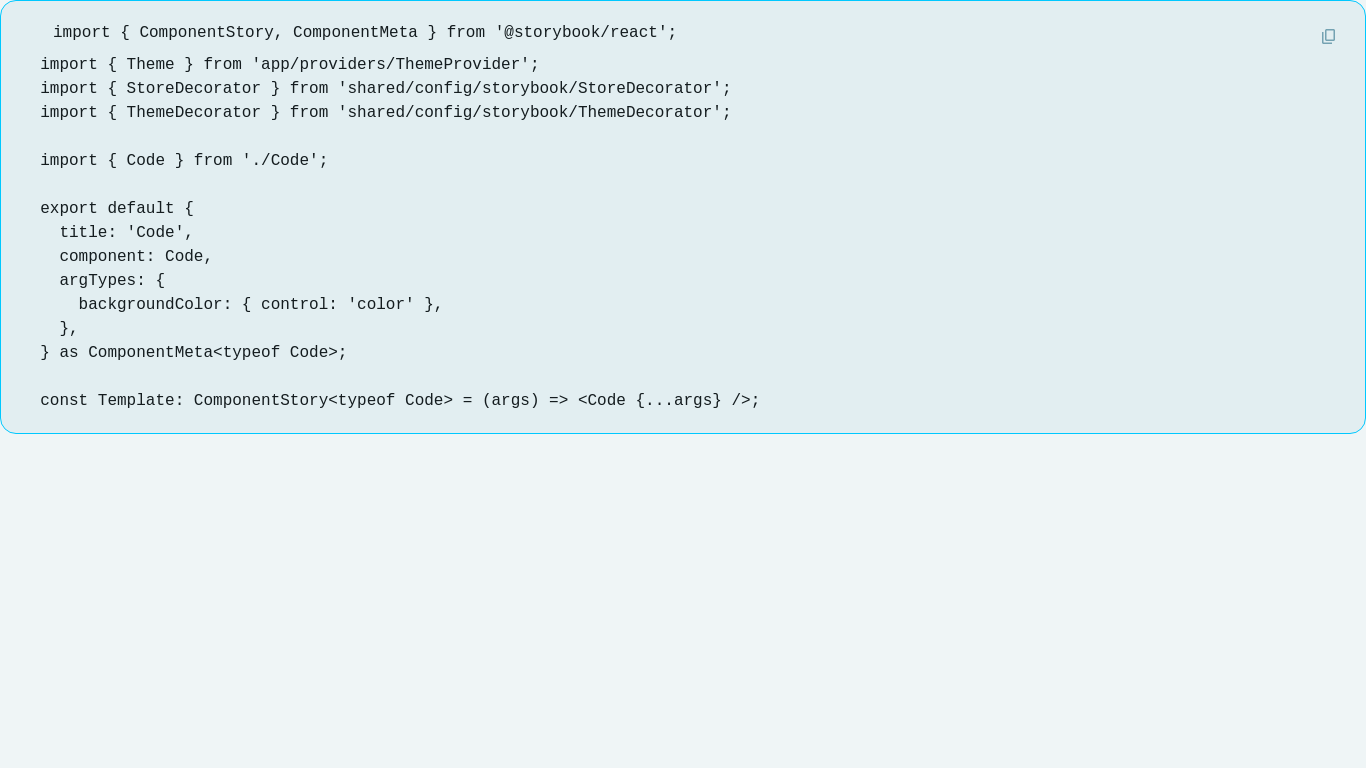 import { ComponentStory, ComponentMeta } from '@storybook/react';
import { Theme } from 'app/providers/ThemeProvider';
import { StoreDecorator } from 'shared/config/storybook/StoreDecorator';
import { ThemeDecorator } from 'shared/config/storybook/ThemeDecorator';

import { Code } from './Code';

export default {
  title: 'Code',
  component: Code,
  argTypes: {
    backgroundColor: { control: 'color' },
  },
} as ComponentMeta<typeof Code>;

const Template: ComponentStory<typeof Code> = (args) => <Code {...args} />;